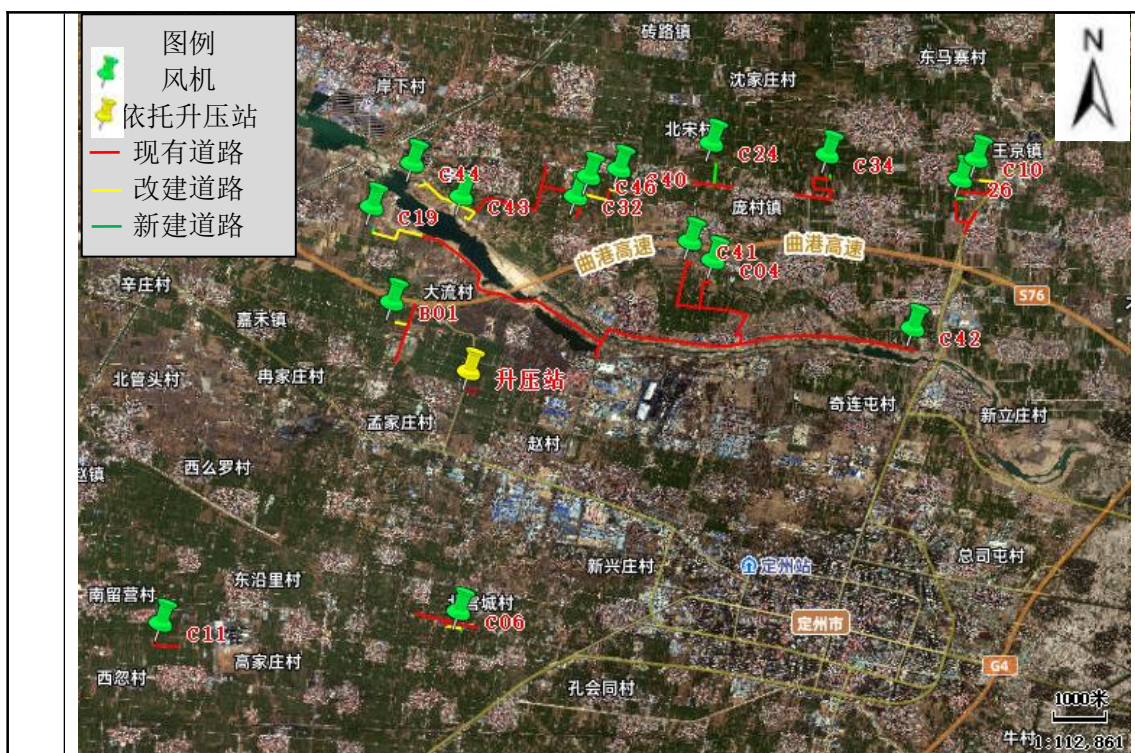 图例
风机
依托升压站
现有道路
改建道路
新建道路
N
砖路镇
东马寨村
沈家庄村
岸下村
北宋村
王京镇
C24
C34
C10
C44
C40
C46
26
C43
C32
庞村镇
C19
曲港高速
曲港高速
C41
C04
S76
辛庄村
大流村
嘉禾镇
B01
C42
升压站
北管头村
冉家庄村
奇连屯村
新立庄村
孟家庄村
赵村
西么罗村
赵镇
新兴庄村
定州站
总司屯村
东沿里村
南留营村
C06
定州市
C11
高家庄村
G4
西忽村
孔会同村
1000米
牛村
1:112,861